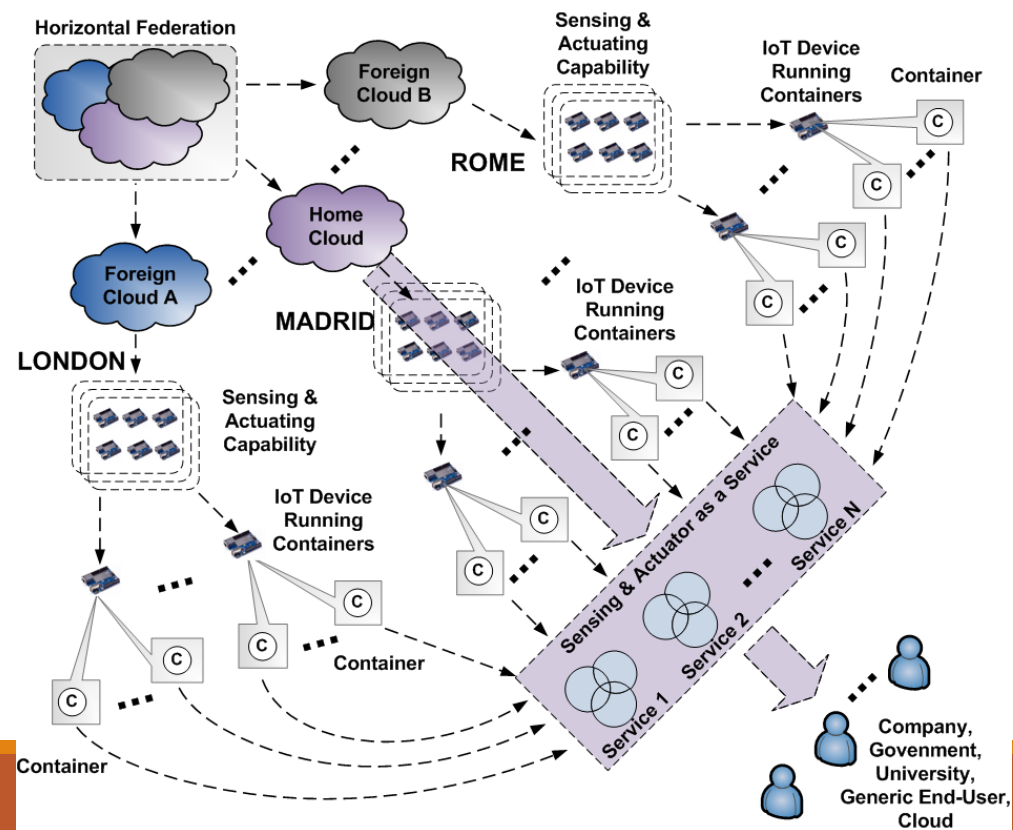 Horizontal Federation
Foreign
Cloud B
Sensing &
Actuating
Capability
IoT Device
Running
Containers
Container
C
C
ROME
C
C
Home
Cloud
Foreign
Cloud A
MADRID
IoT Device
Running
Containers
C
C
LONDON
Sensing &
Actuating
Capability
IoT Device
Running
Containers
C
C
C
C
Container
C
C
Container
Sensing & Actuator as a Service
Service 1
Service 2
Service N
Company,
Govenment,
University,
Generic End-User,
Cloud